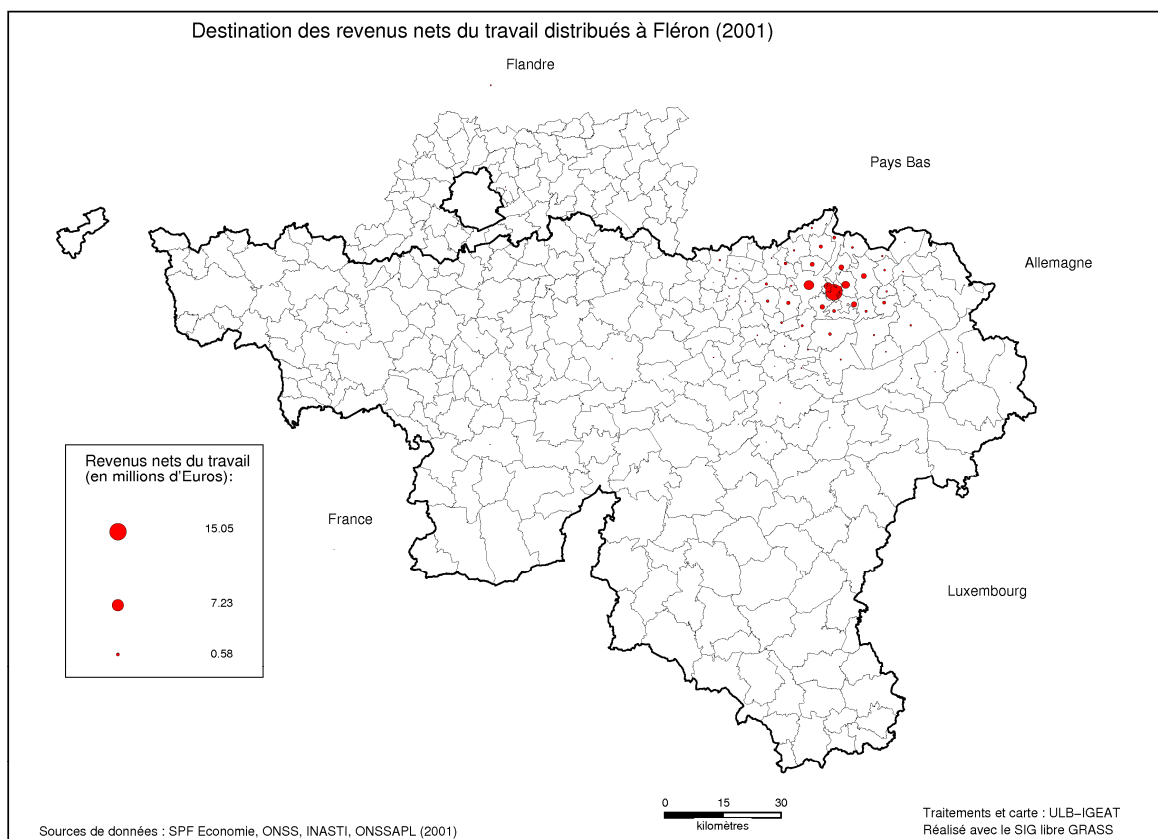 Destination des revenus nets du travail distribués à Fléron (2001)
Flandre
Pays Bas
Allemagne
Revenus nets du travail
(en millions d'Euros):
15.05
7.23
0.58
France
Luxembourg
0 15 30
kilomètres
Sources de données : SPF Economie, ONSS, INASTI, ONSSAPL (2001)
Traitements et carte : ULB-IGEAT
Réalisé avec le SIG libre GRASS